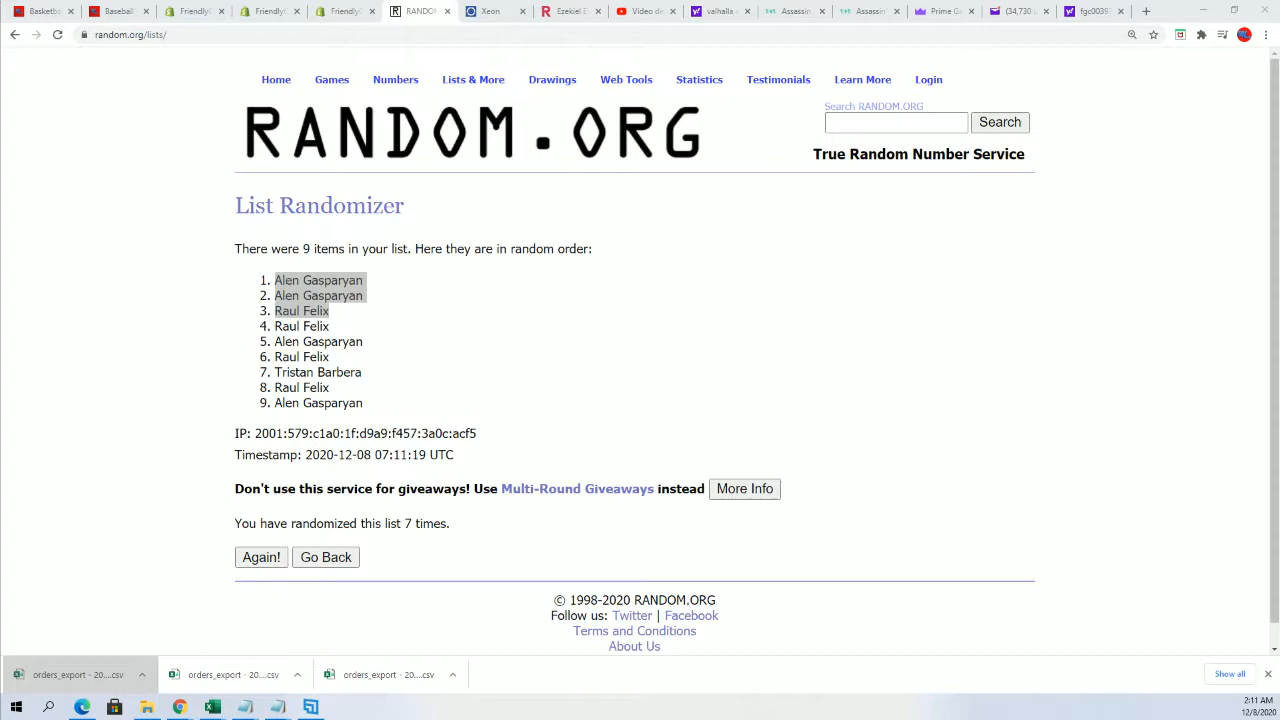 Basketba
Baseball
FriendlyC
FriendlyC
FriendlyC
RANDOM
Xeon
Ezekiel E
Video de
valhalla a
Assassin
Assassin
Prime Ga
(34,730 u
fgc0039
random.org/lists/
Home Games Numbers Lists & More Drawings Web Tools Statistics Testimonials Learn More Login
RANDOM.ORG
Search RANDOM.ORG
Search
True Random Number Service
List Randomizer
There were 9 items in your list. Here they are in random order:
1. Alen Gasparyan
2. Alen Gasparyan
3. Raul Felix
4. Raul Felix
5. Alen Gasparyan
6. Raul Felix
7. Tristan Barbera
8. Raul Felix
9. Alen Gasparyan
IP: 2001:579:c1a0:1f:d9a9:f457:3a0c:acf5
Timestamp: 2020-12-08 07:11:19 UTC
Don't use this service for giveaways! Use Multi-Round Giveaways instead More Info
You have randomized this list 7 times.
Again! Go Back
© 1998-2020 RANDOM.ORG
Follow us: Twitter | Facebook
Terms and Conditions
About Us
orders_export - 20....csv
orders_export - 20....csv
orders_export - 20....csv
Show all
2:11 AM
12/8/2020